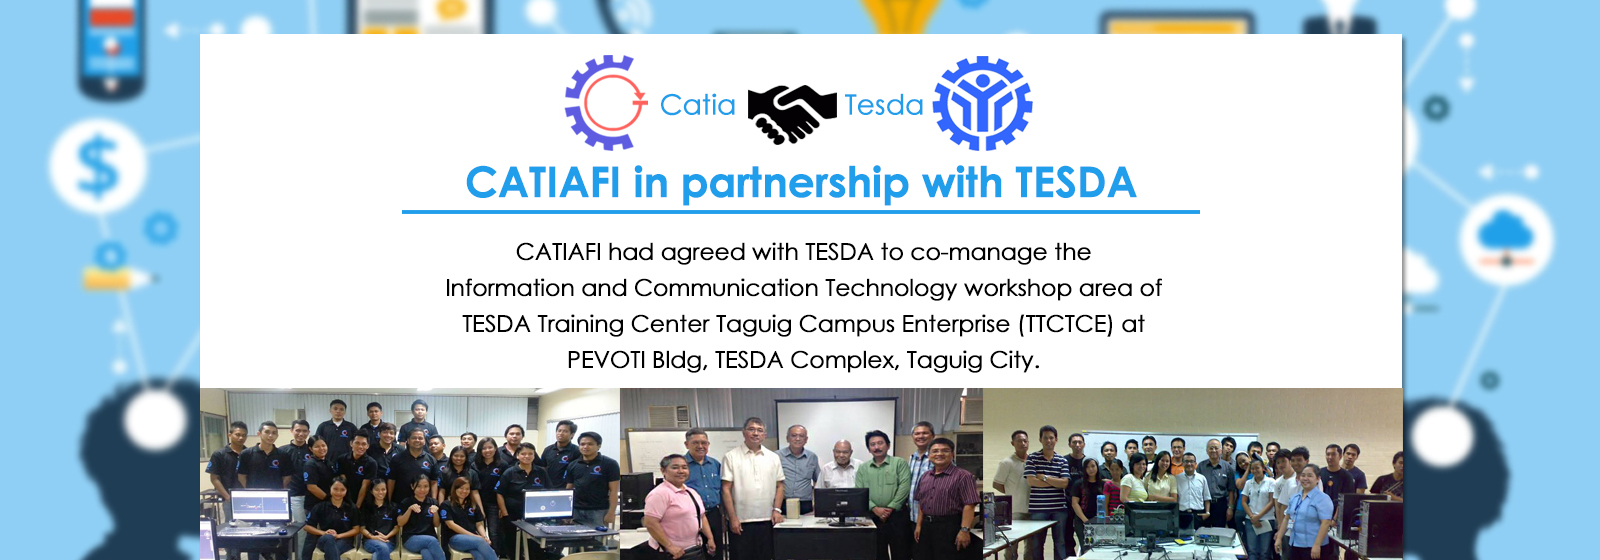 Catia Tesda
CATIAFI in partnership with TESDA
CATIAFI had agreed with TESDA to co-manage the
Information and Communication Technology workshop area of
TESDA Training Center Taguig Campus Enterprise (TTCTCE) at
PEVOTI Bldg, TESDA Complex, Taguig City.